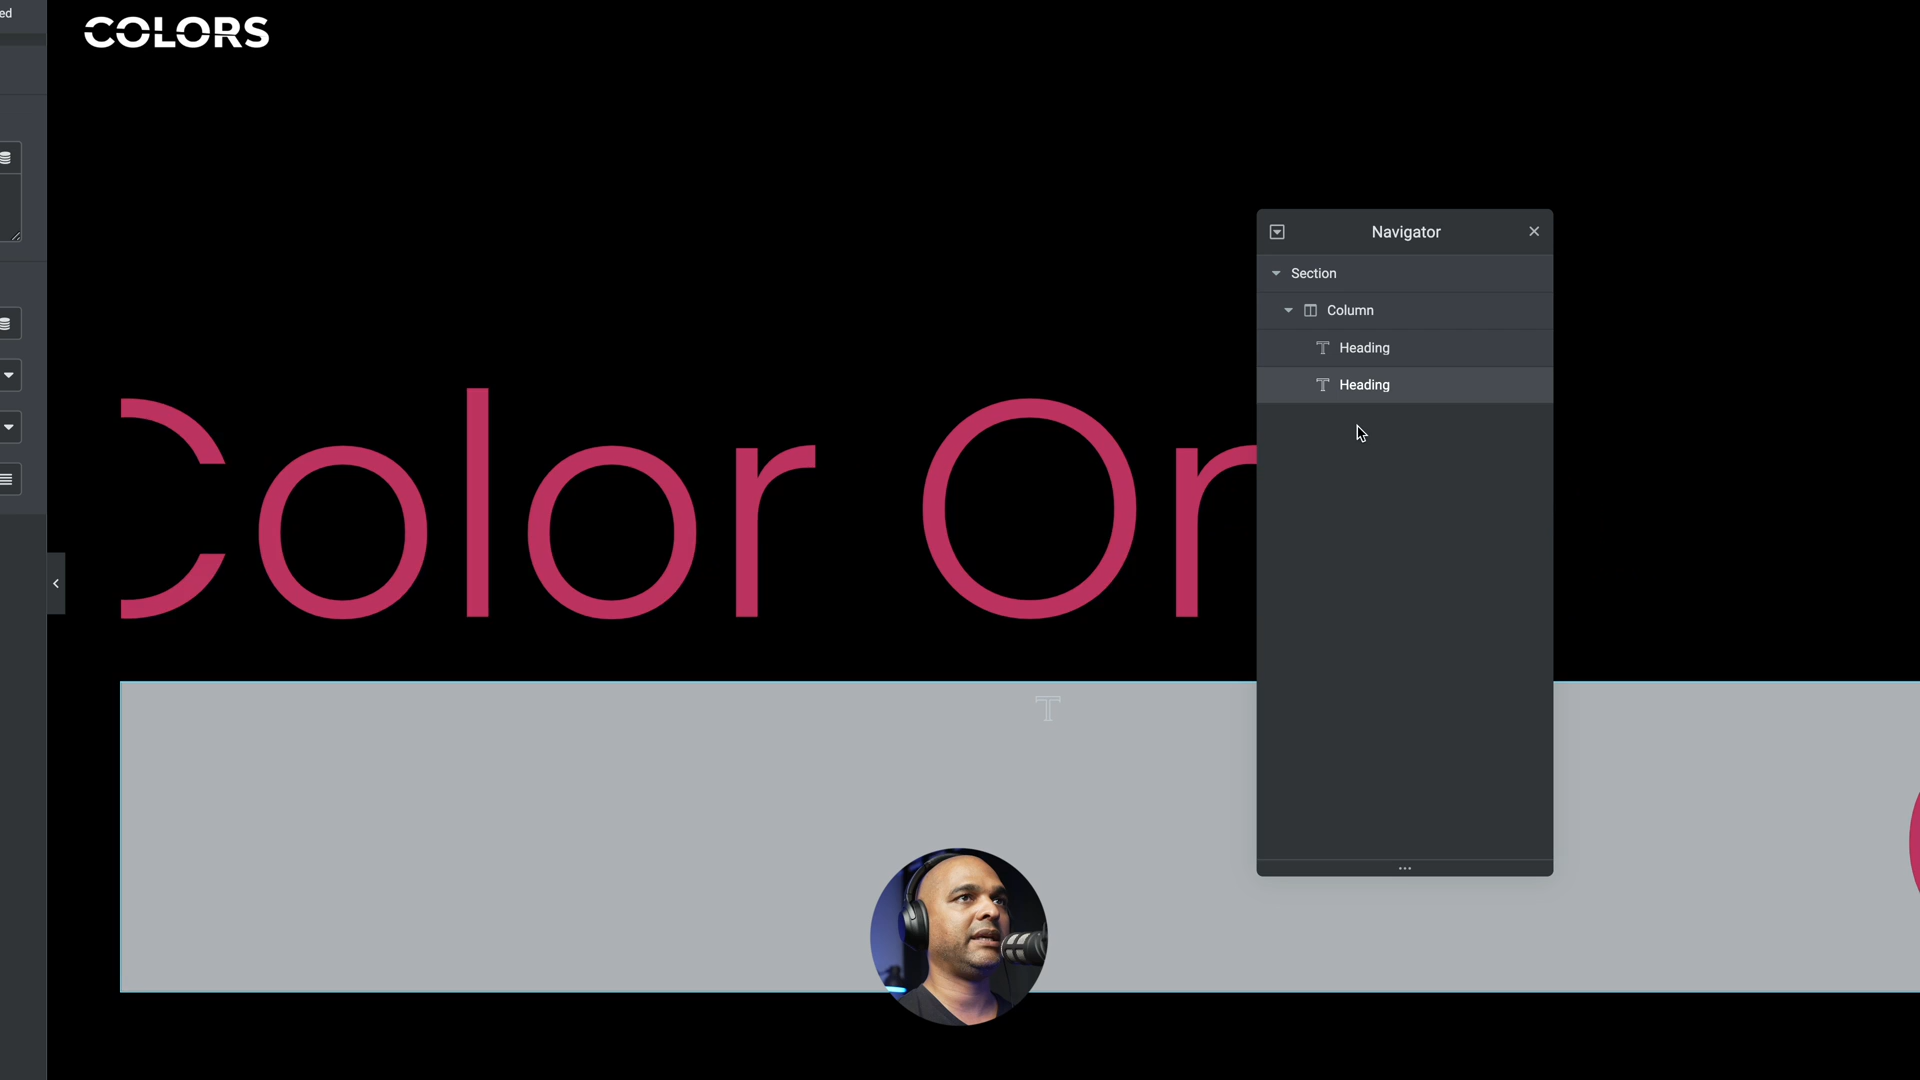 ed
COLORS
Navigator
Section
Column
Heading
Heading
Color Or